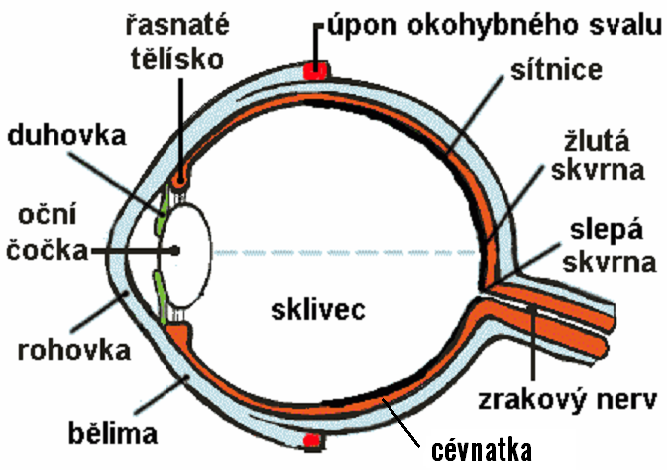 řasnaté
tělísko
úpon okohybného svalu
sítnice
duhovka
žlutá
skvrna
oční
čočka
slepá
skvrna
sklivec
rohovka
zrakový nerv
bělima
cévnatka